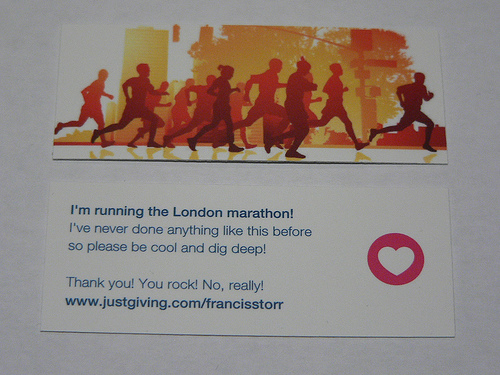 I'm running the London marathon!
I've never done anything like this before
so please be cool and dig deep!
Thank you! You rock! No, really!
www.justgiving.com/francisstorr